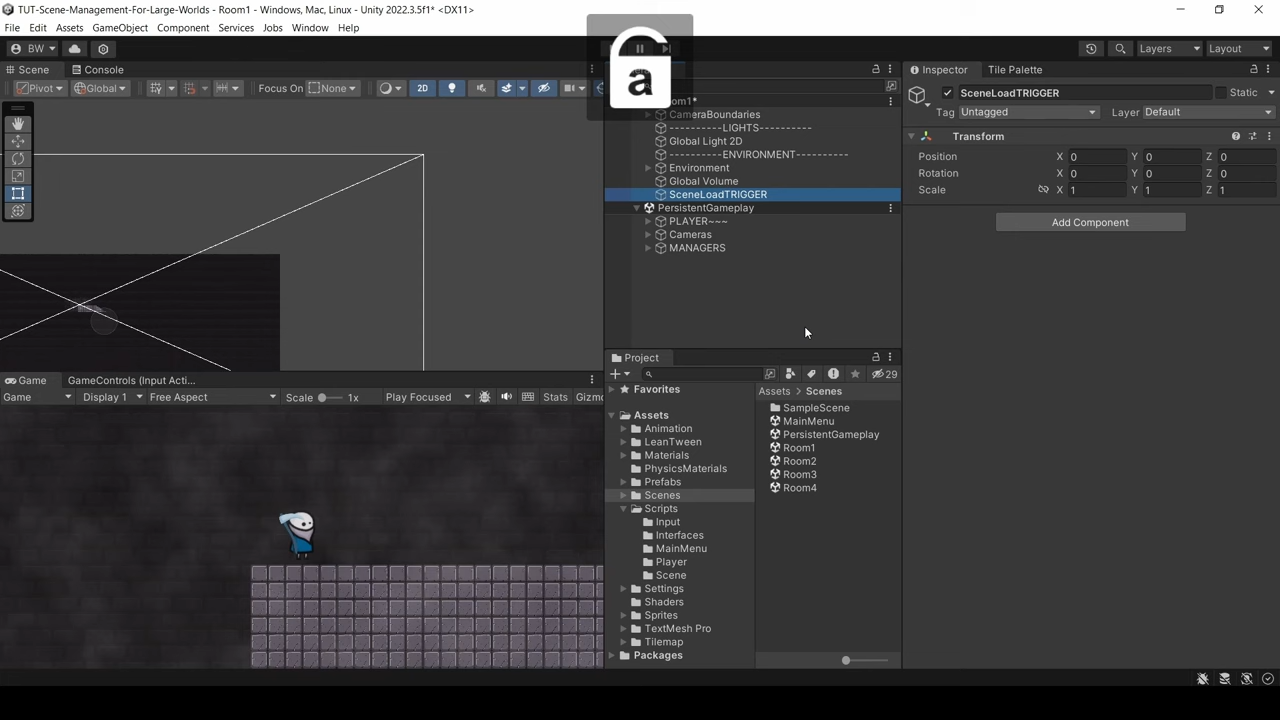 TUT-Scene-Management-For-Large-Worlds - Room1 - Windows, Mac, Linux - Unity 2022.3.5f1* <DX11>
File Edit Assets GameObject Component Services Jobs Window Help
BW Layers Layout
Scene Console
Pivot Global Focus On None 2D
a
om1*
CameraBoundaries
----------LIGHTS----------
Global Light 2D
----------ENVIRONMENT----------
Environment
Global Volume
SceneLoadTRIGGER
PersistentGameplay
PLAYER~~~
Cameras
MANAGERS
Inspector Tile Palette
SceneLoadTRIGGER Static
Tag Untagged Layer Default
Transform
Position X 0 Y 0 Z 0
Rotation X 0 Y 0 Z 0
Scale X 1 Y 1 Z 1
Add Component
Game GameControls (Input Acti...
Game Display 1 Free Aspect Scale 1x Play Focused Stats Gizmo
Project
29
Favorites
Assets
Animation
LeanTween
Materials
PhysicsMaterials
Prefabs
Scenes
Scripts
Input
Interfaces
MainMenu
Player
Scene
Settings
Shaders
Sprites
TextMesh Pro
Tilemap
Packages
Assets Scenes
SampleScene
MainMenu
PersistentGameplay
Room1
Room2
Room3
Room4